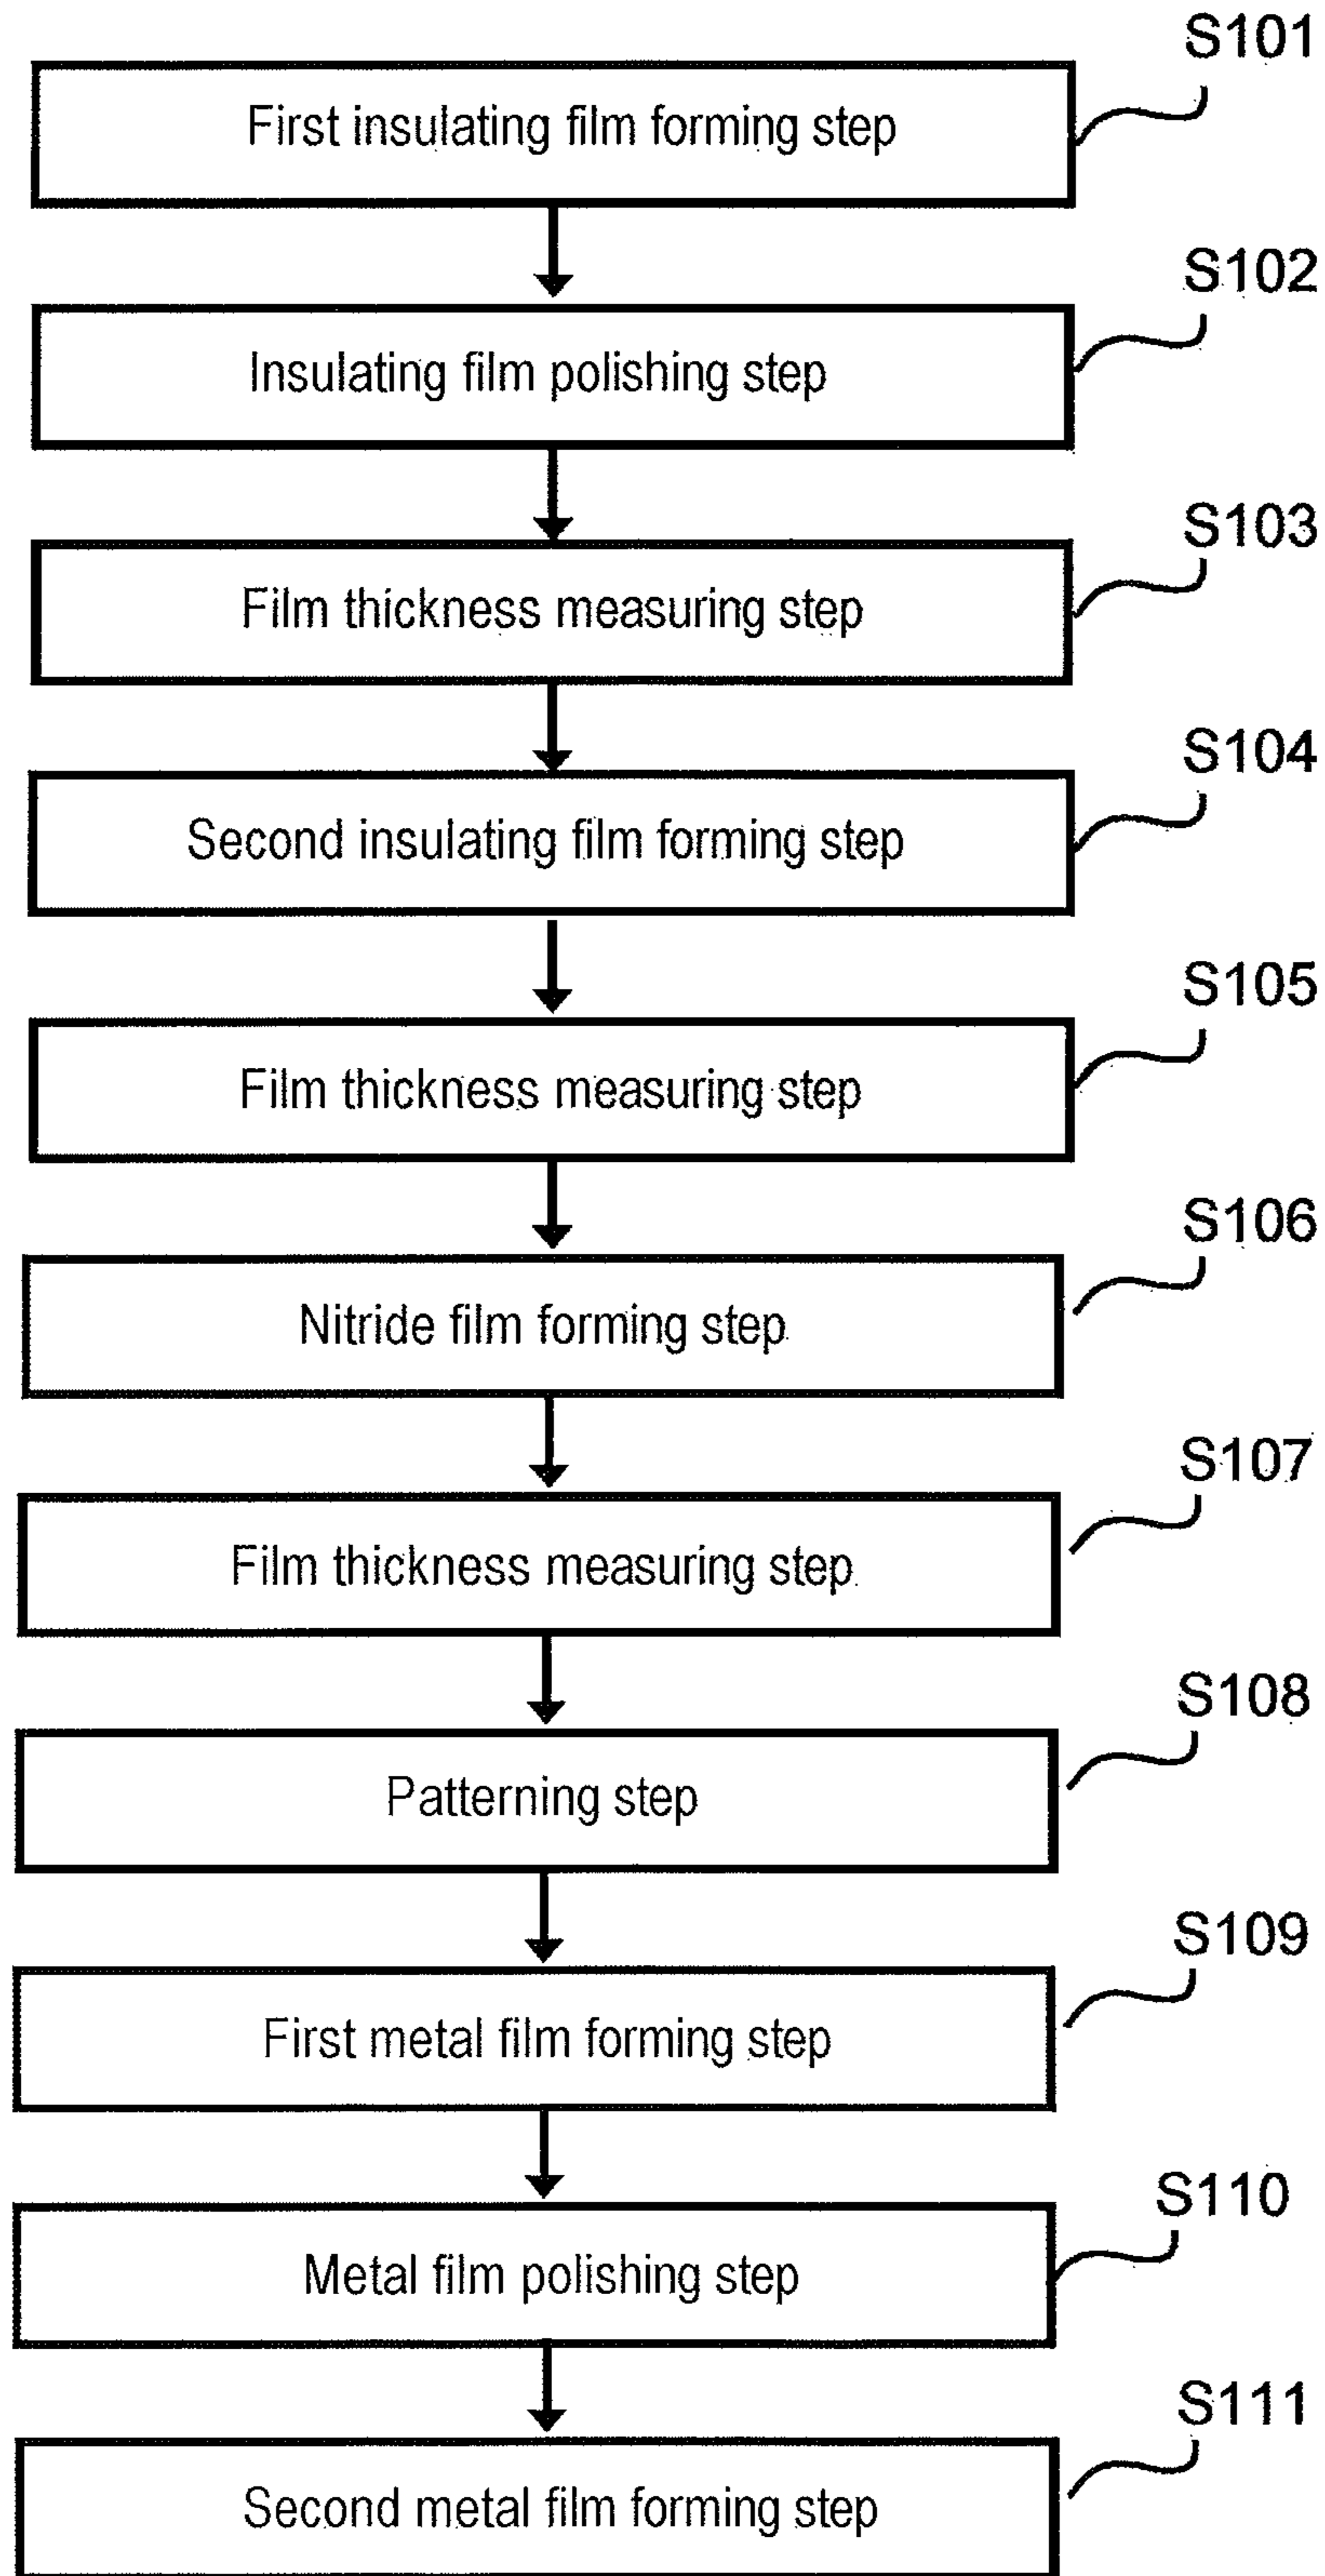 S101
First insulating film forming step
S102
Insulating film polishing step
S103
Film thickness measuring step
S104
Second insulating film forming step
S105
Film thickness measuring step
S106
Nitride film forming step
S107
Film thickness measuring step
S108
Patterning step
S109
First metal film forming step
S110
Metal film polishing step
S111
Second metal film forming step